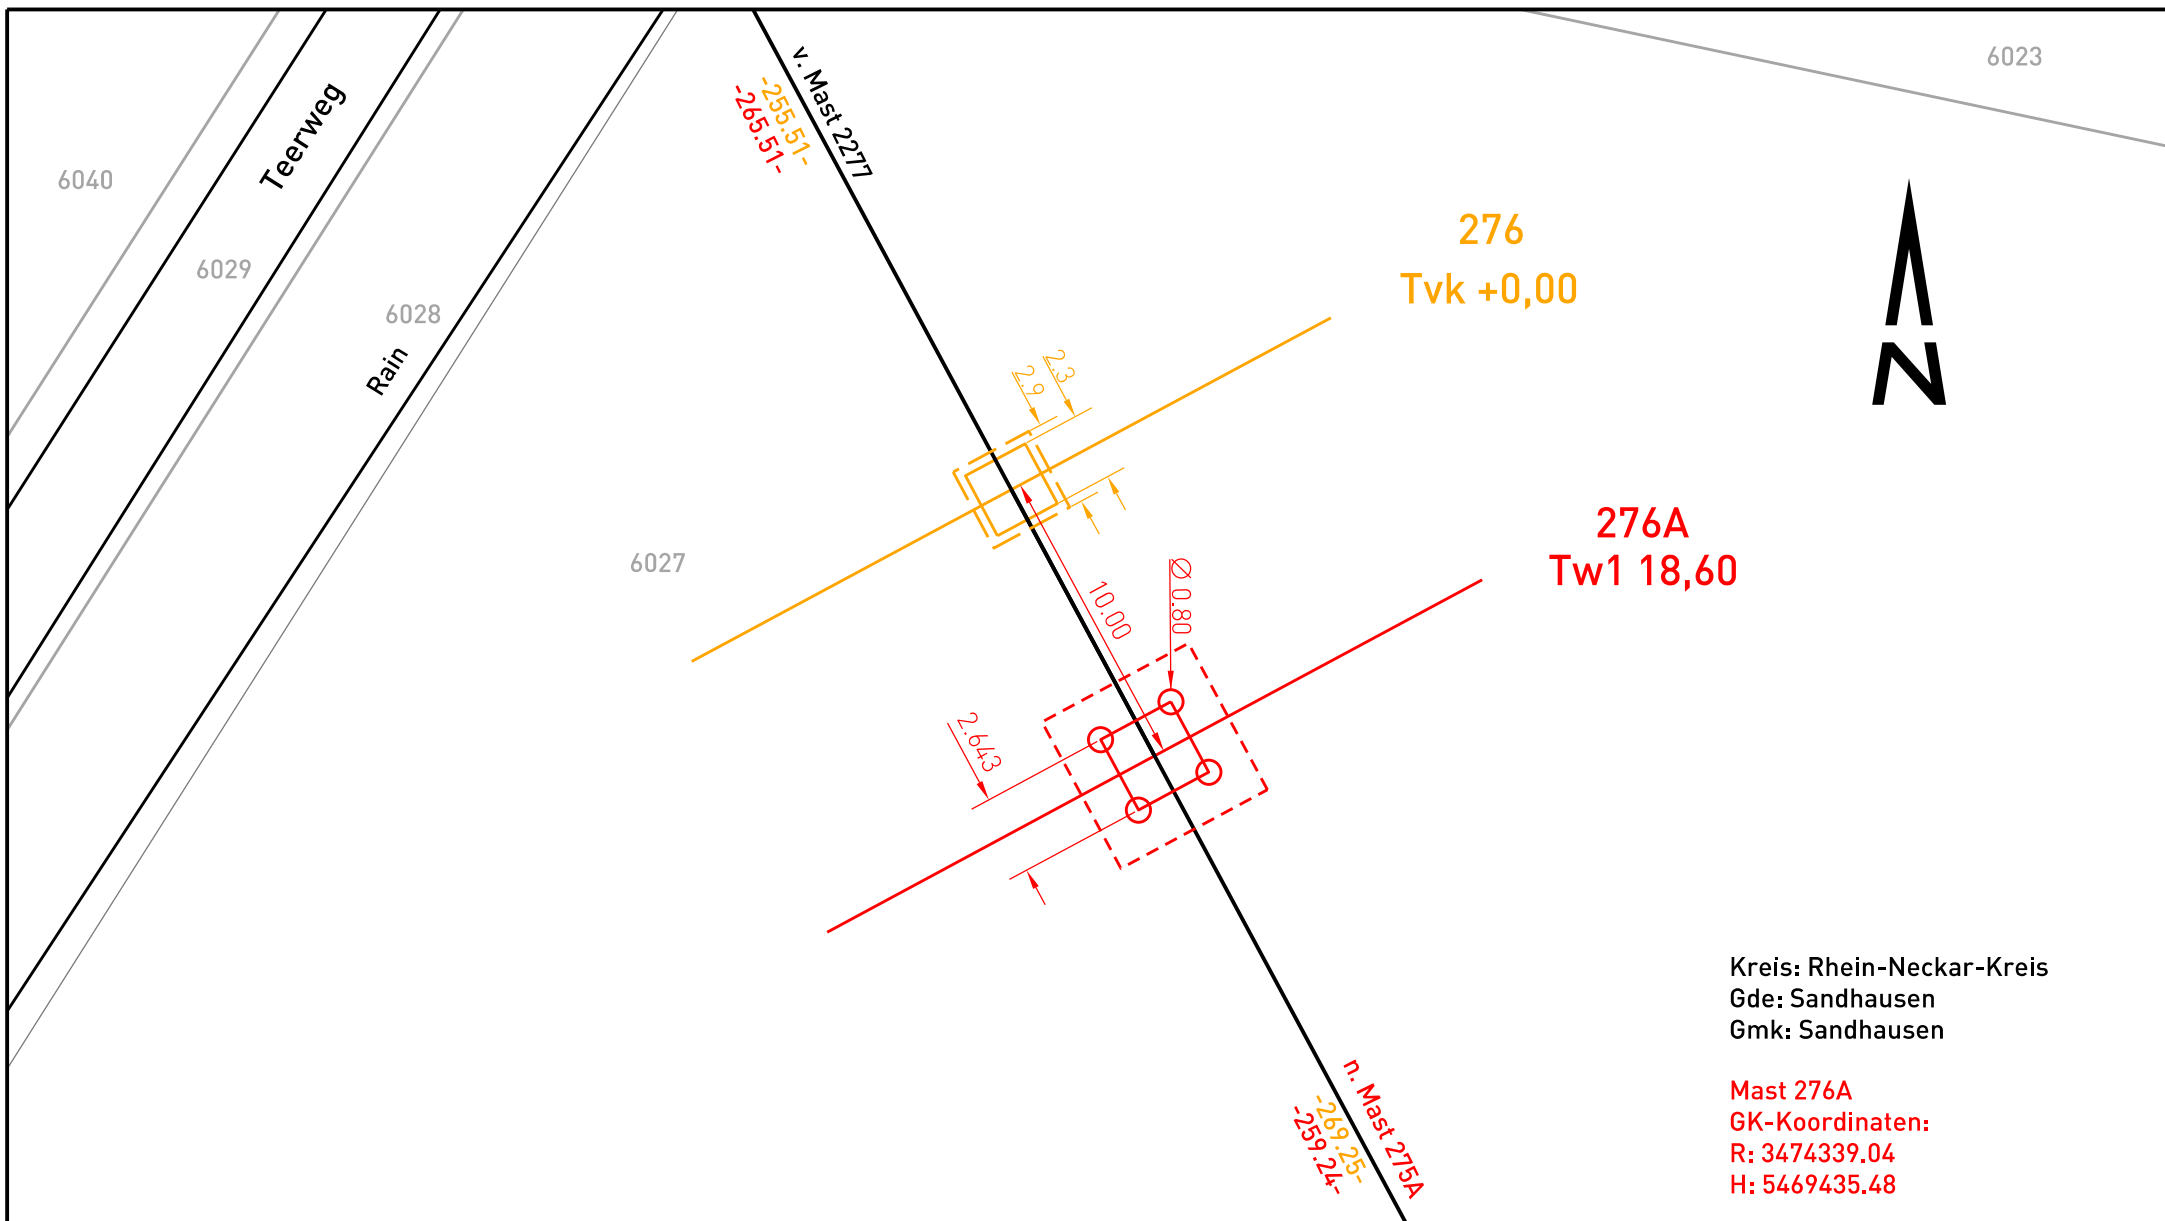 6023
v. Mast 2277
-255.51-
-265.51-
Teerweg
6040
276
Tvk +0,00
6029
6028
Rain
N
2.3
2.9
276A
Tw1 18,60
6027
10.00
Ø 0.80
2.643
Kreis: Rhein-Neckar-Kreis
Gde: Sandhausen
Gmk: Sandhausen
n. Mast 275A
-269.25-
-259.24-
Mast 276A
GK-Koordinaten:
R: 3474339.04
H: 5469435.48